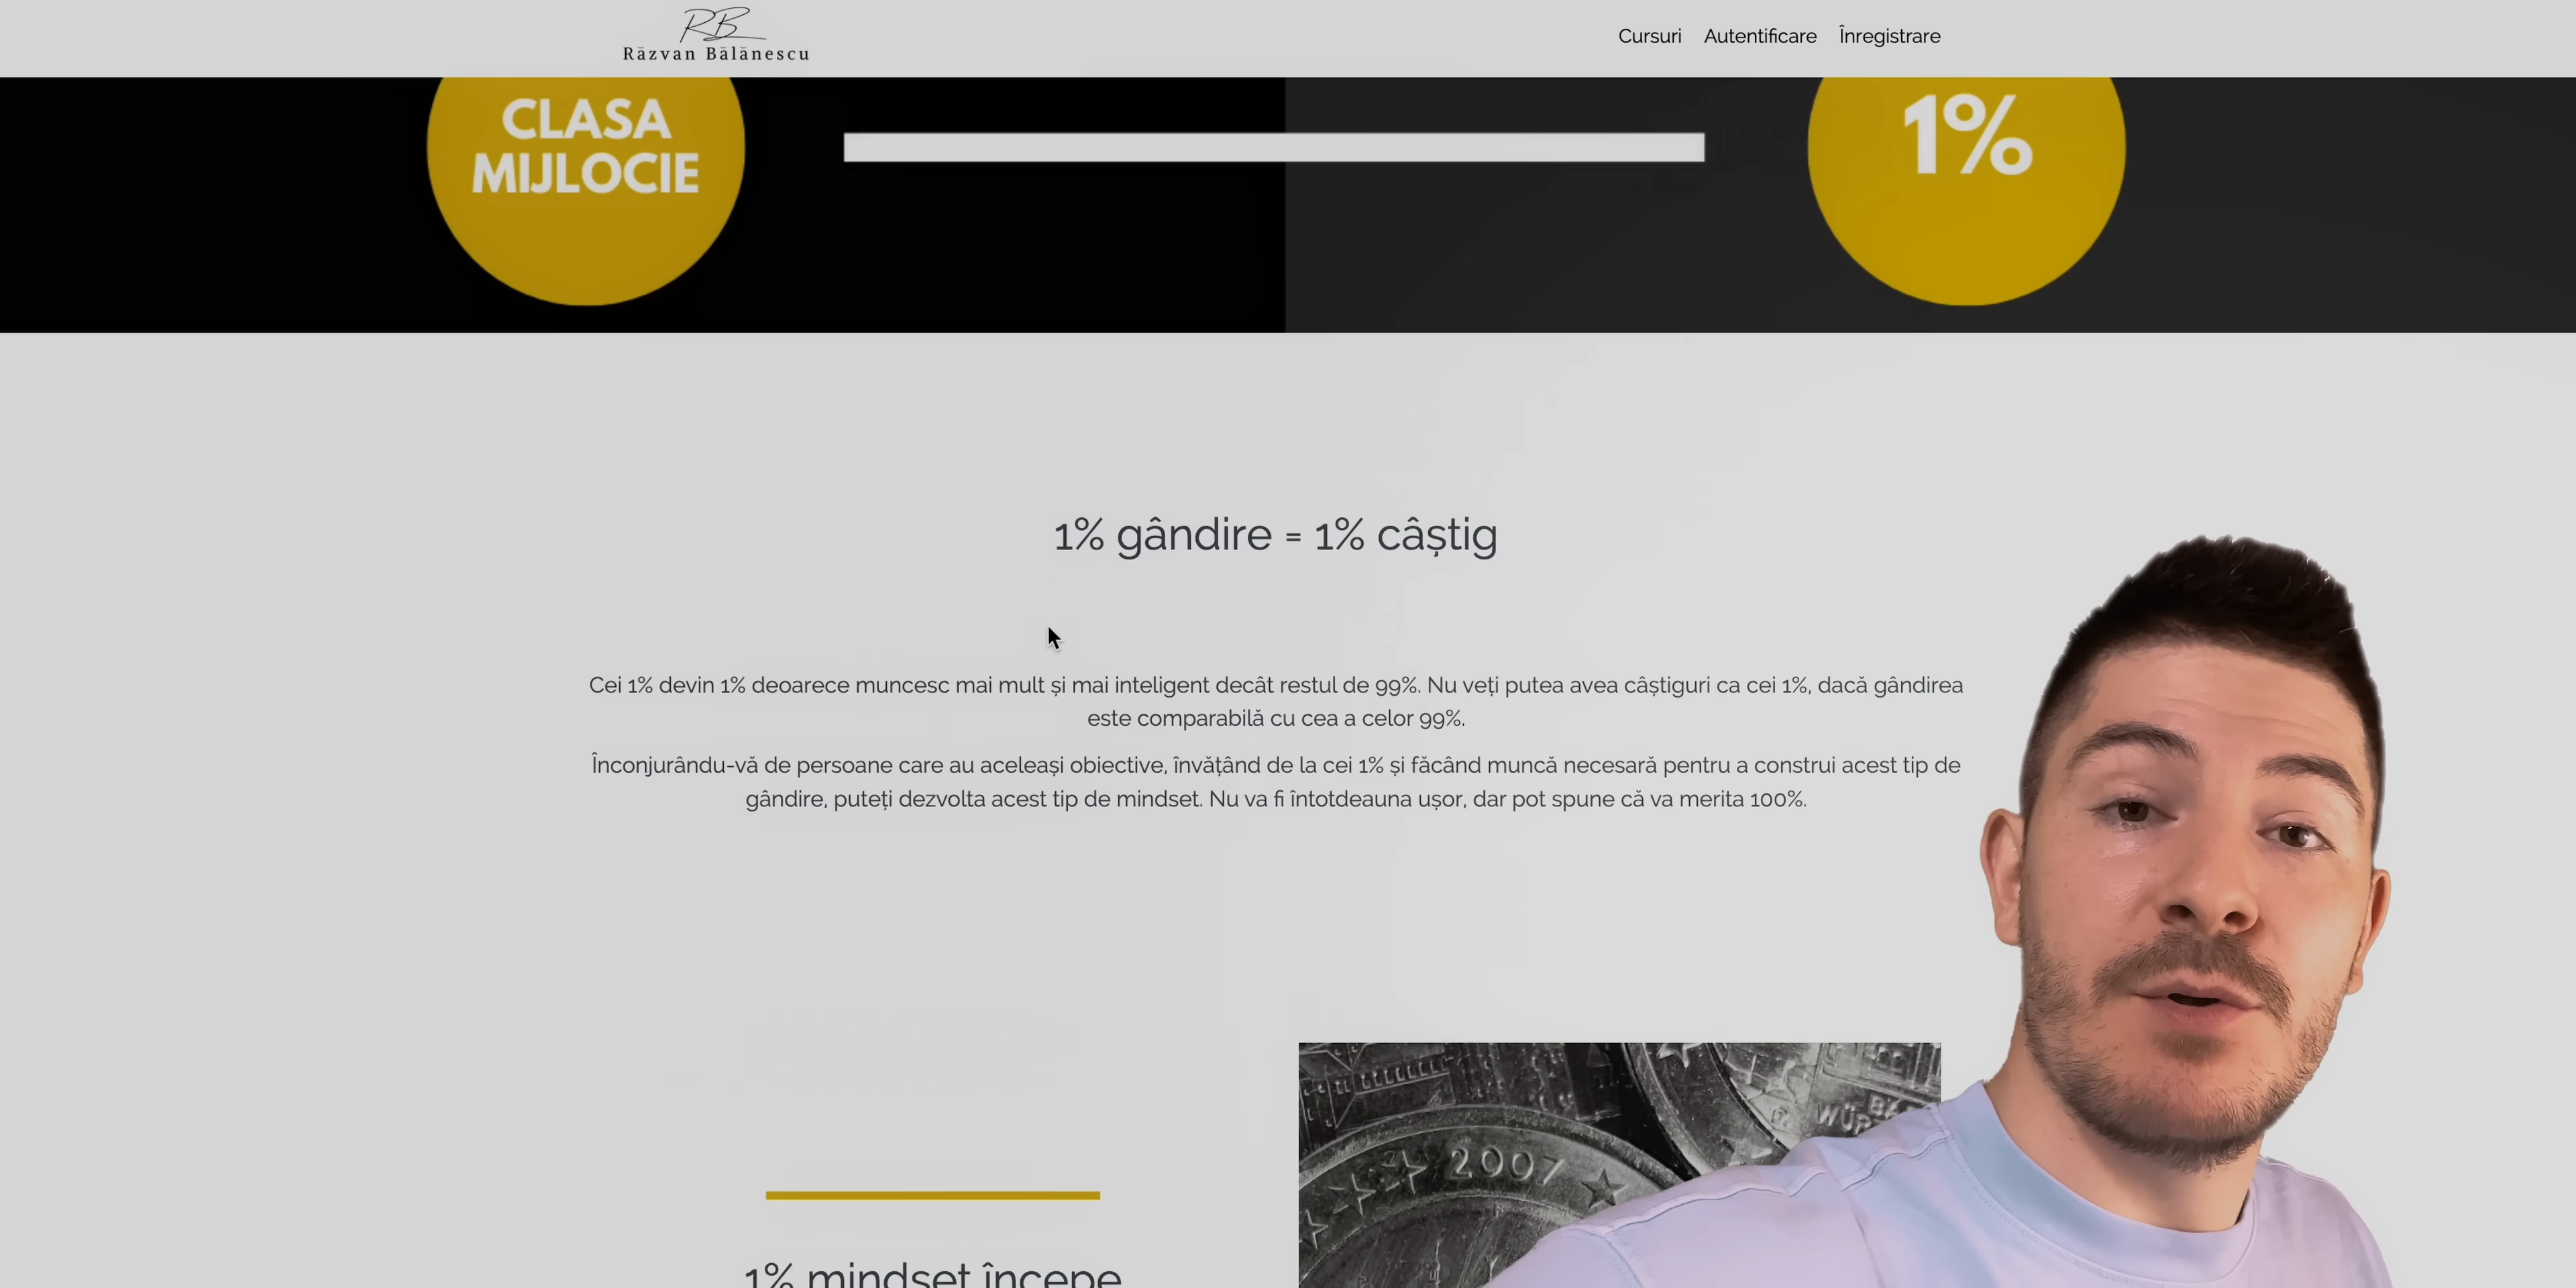 RB
Răzvan Bălănescu
Cursuri Autentificare Înregistrare
CLASA
MIJLOCIE
1%
1% gândire = 1% câștig
Cei 1% devin 1% deoarece muncesc mai mult și mai inteligent decât restul de 99%. Nu veți putea avea câștiguri ca cei 1%, dacă gândirea
este comparabilă cu cea a celor 99%.
Înconjurându-vă de persoane care au aceleași obiective, învățând de la cei 1% și făcând muncă necesară pentru a construi acest tip de
gândire, puteți dezvolta acest tip de mindset. Nu va fi întotdeauna ușor, dar pot spune că va merita 100%.
2007
1% mindset începe